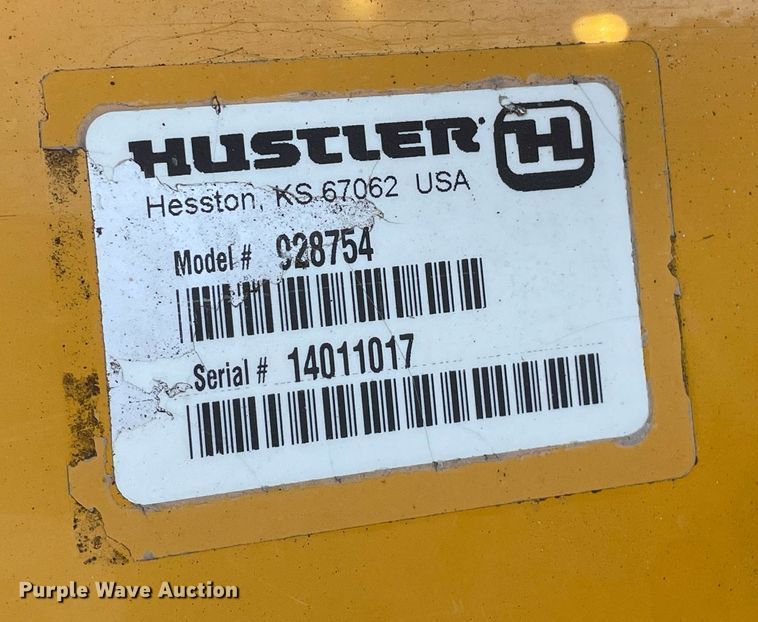 HUSTLER H
Hesston, KS 67062 USA
Model # 928754
Serial # 14011017
Purple Wave Auction®